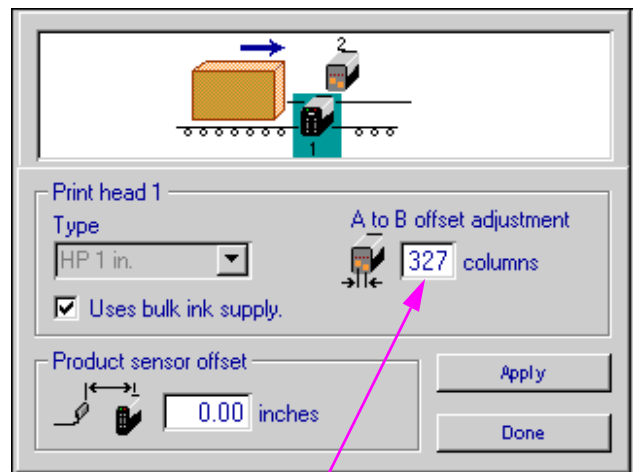 2
1
Print head 1
Type
A to B offset adjustment
HP 1 in.
327 columns
Uses bulk ink supply.
Product sensor offset
0.00 inches
Apply
Done